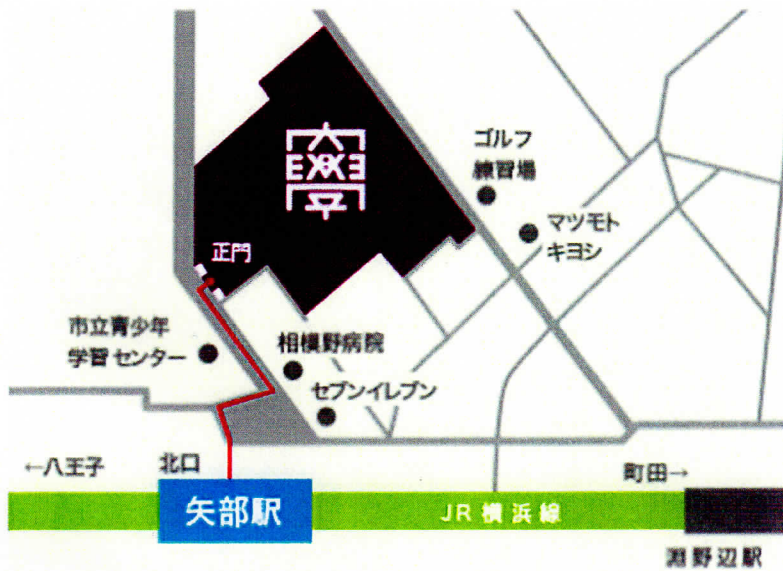 ゴルフ
練習場
マツモト
キヨシ
正門
市立青少年
学習センター
相模野病院
セブンイレブン
←八王子
北口
町田→
矢部駅
JR横浜線
淵野辺駅